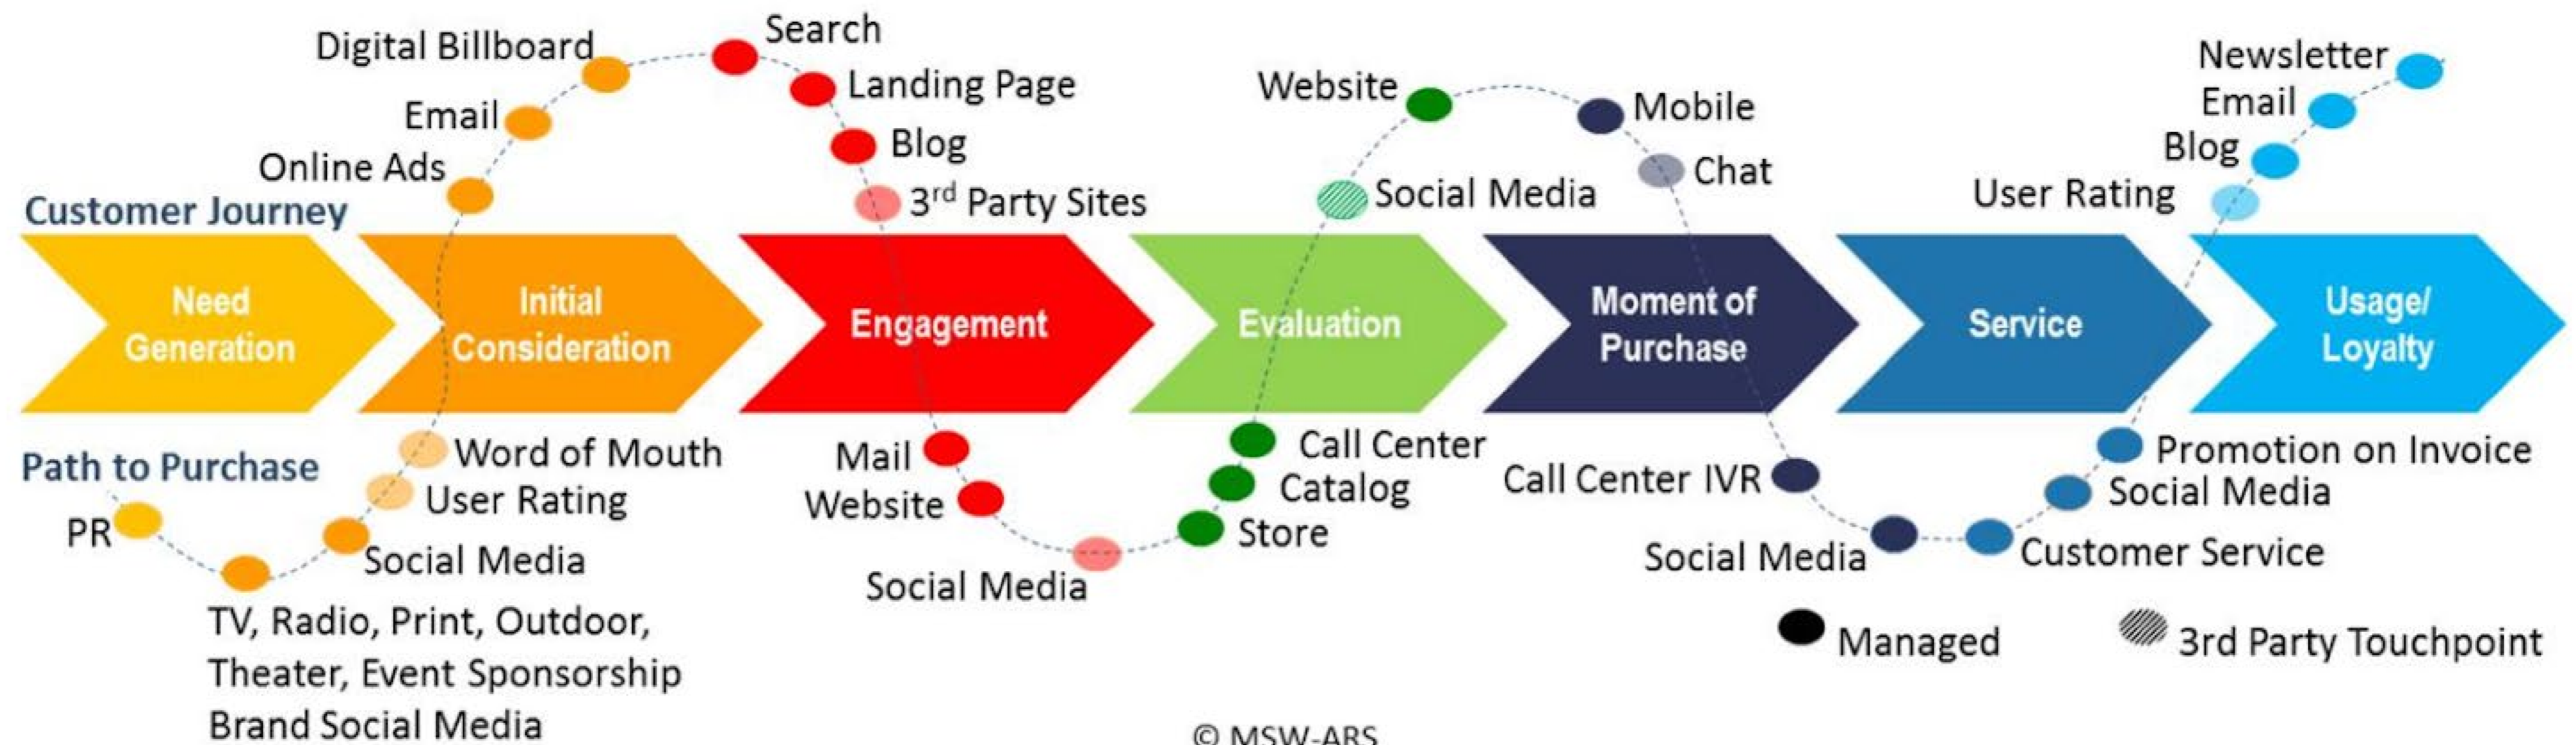 Search
Digital Billboard
Landing Page
Email
Blog
Online Ads
3rd Party Sites
Website
Mobile
Social Media
Chat
Newsletter
Email
Blog
User Rating
Customer Journey
Need
Generation
Initial
Consideration
Engagement
Evaluation
Moment of
Purchase
Service
Usage/
Loyalty
Path to Purchase
PR
Word of Mouth
User Rating
Social Media
TV, Radio, Print, Outdoor,
Theater, Event Sponsorship
Brand Social Media
Mail
Website
Social Media
Call Center
Catalog
Store
Call Center IVR
Social Media
Promotion on Invoice
Social Media
Customer Service
Managed
3rd Party Touchpoint
© MSW-ARS